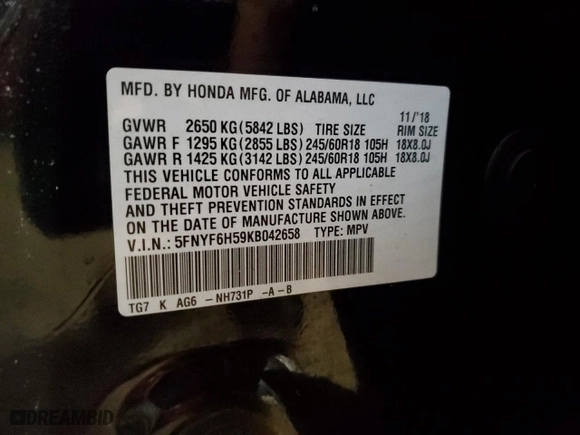 MFD. BY HONDA MFG. OF ALABAMA, LLC
11/'18
GVWR 2650 KG(5842 LBS) TIRE SIZE RIM SIZE
GAWR F 1295 KG(2855 LBS) 245/60R18 105H 18X8.0J
GAWR R 1425 KG(3142 LBS) 245/60R18 105H 18X8.0J
THIS VEHICLE CONFORMS TO ALL APPLICABLE
FEDERAL MOTOR VEHICLE SAFETY
AND THEFT PREVENTION STANDARDS IN EFFECT
ON THE DATE OF MANUFACTURE SHOWN ABOVE.
V.I.N.: 5FNYF6H59KB042658 TYPE: MPV
TG7 K AG6 -NH731P -A-B
DREAMBID